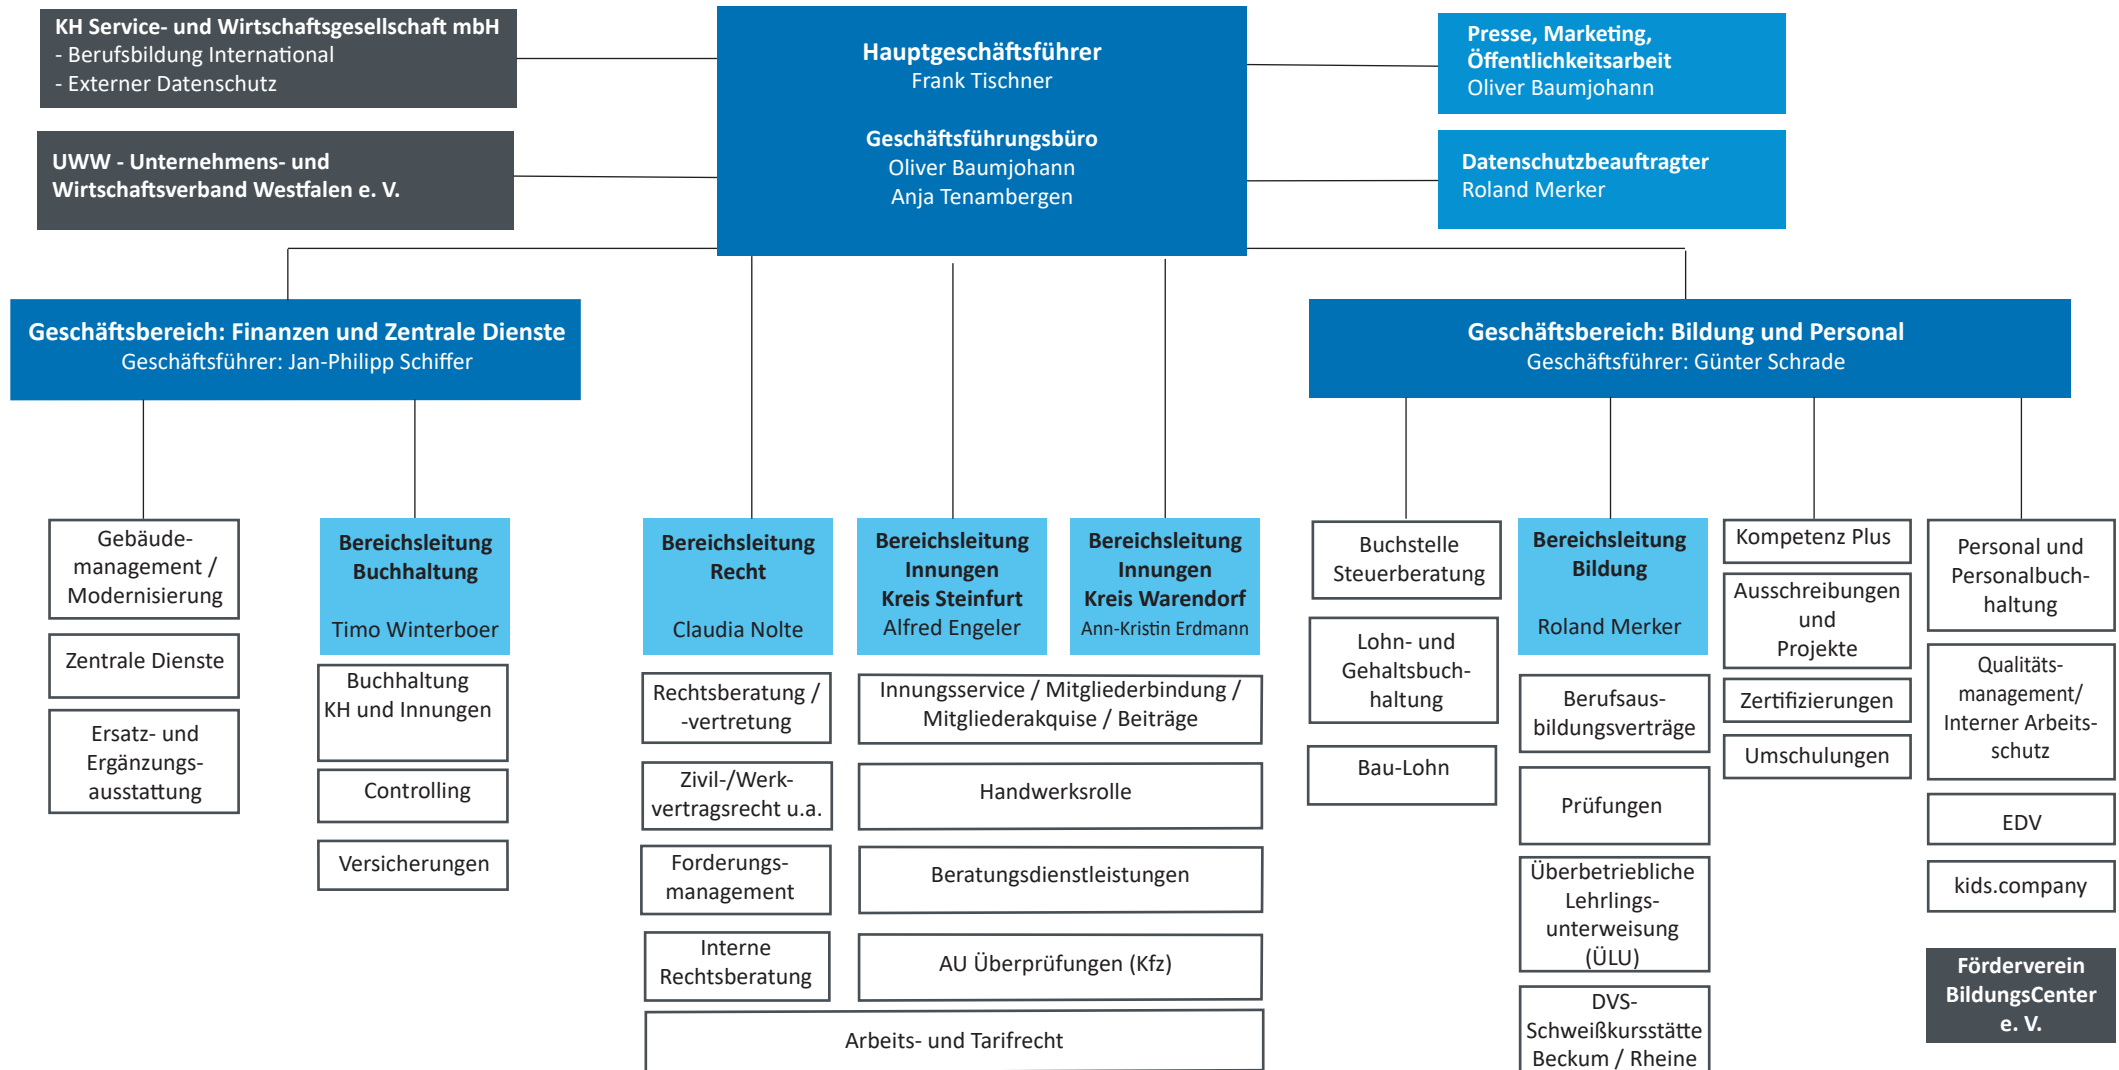 KH Service- und Wirtschaftsgesellschaft mbH
- Berufsbildung International
- Externer Datenschutz
UWW - Unternehmens- und
Wirtschaftsverband Westfalen e. V.
Hauptgeschäftsführer
Frank Tischner
Geschäftsführungsbüro
Oliver Baumjohann
Anja Tenambergen
Presse, Marketing,
Öffentlichkeitsarbeit
Oliver Baumjohann
Datenschutzbeauftragter
Roland Merker
Geschäftsbereich: Finanzen und Zentrale Dienste
Geschäftsführer: Jan-Philipp Schiffer
Geschäftsbereich: Bildung und Personal
Geschäftsführer: Günter Schrade
Gebäude-
management /
Modernisierung
Zentrale Dienste
Ersatz- und
Ergänzungs-
ausstattung
Bereichsleitung
Buchhaltung
Timo Winterboer
Buchhaltung
KH und Innungen
Controlling
Versicherungen
Bereichsleitung
Recht
Claudia Nolte
Rechtsberatung /
-vertretung
Zivil-/Werk-
vertragsrecht u.a.
Forderungs-
management
Interne
Rechtsberatung
Bereichsleitung
Innungen
Kreis Steinfurt
Alfred Engeler
Bereichsleitung
Innungen
Kreis Warendorf
Ann-Kristin Erdmann
Innungsservice / Mitgliederbindung /
Mitgliederakquise / Beiträge
Handwerksrolle
Beratungsdienstleistungen
AU Überprüfungen (Kfz)
Arbeits- und Tarifrecht
Buchstelle
Steuerberatung
Lohn- und
Gehaltsbuch-
haltung
Bau-Lohn
Bereichsleitung
Bildung
Roland Merker
Berufsaus-
bildungsverträge
Prüfungen
Überbetriebliche
Lehrlings-
unterweisung
(ÜLU)
DVS-
Schweißkursstätte
Beckum / Rheine
Kompetenz Plus
Ausschreibungen
und
Projekte
Zertifizierungen
Umschulungen
Personal und
Personalbuch-
haltung
Qualitäts-
management/
Interner Arbeits-
schutz
EDV
kids.company
Förderverein
BildungsCenter
e. V.